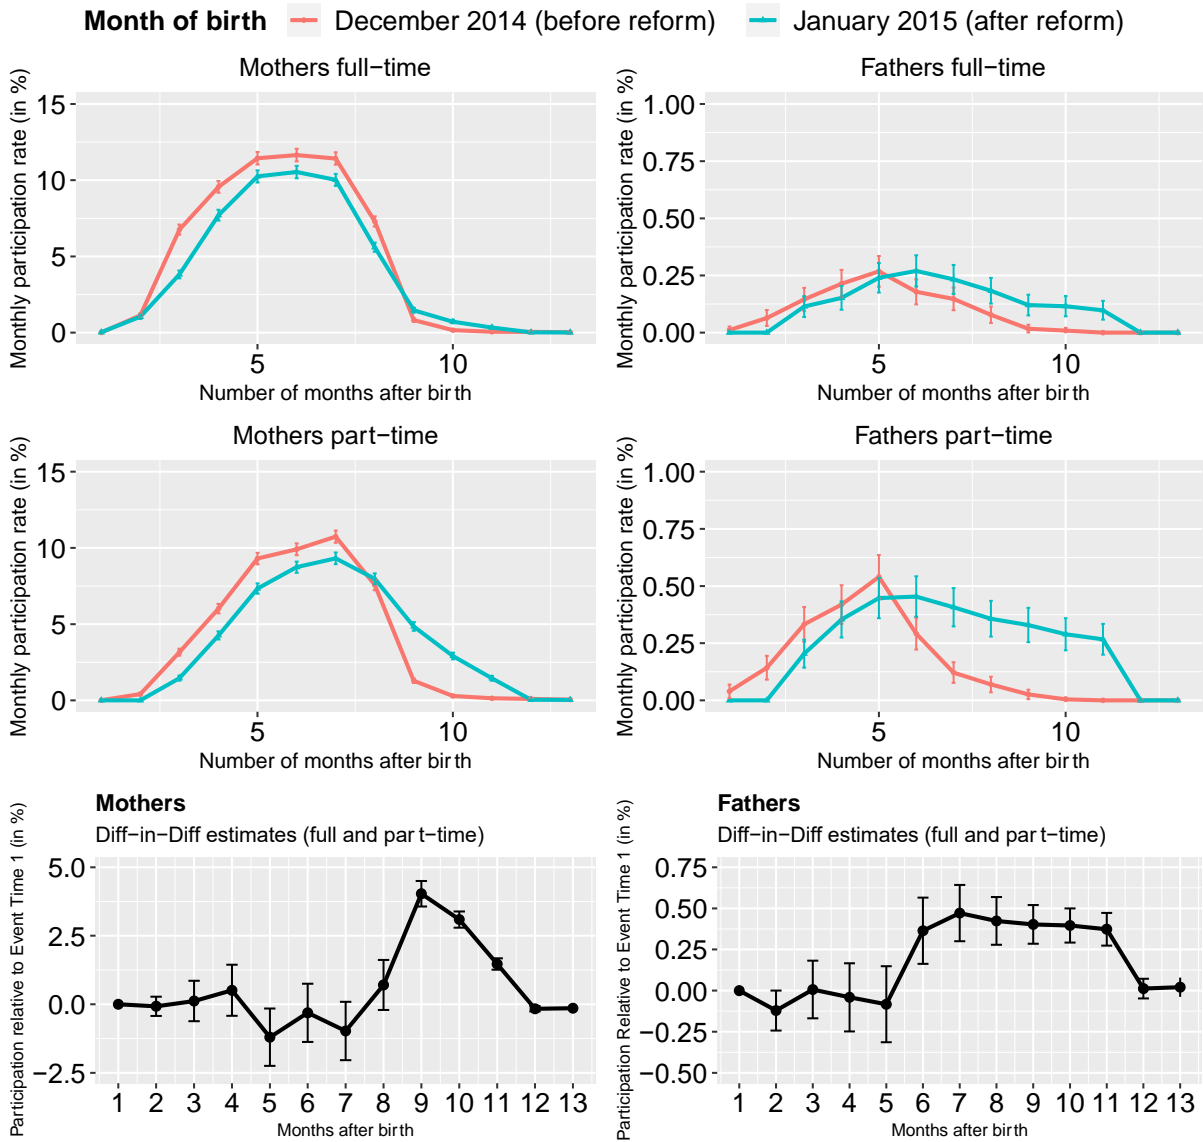 Month of birth December 2014 (before reform) January 2015 (after reform)
Mothers full−time
Monthly participation rate (in %)
15
10
5
0
5 10
Number of months after birth
Fathers full−time
Monthly participation rate (in %)
1.00
0.75
0.50
0.25
0.00
5 10
Number of months after birth
Mothers part−time
Monthly participation rate (in %)
15
10
5
0
5 10
Number of months after birth
Fathers part−time
Monthly participation rate (in %)
1.00
0.75
0.50
0.25
0.00
5 10
Number of months after birth
Mothers
Diff−in−Diff estimates (full and part−time)
Participation relative to Event Time 1 (in %)
5.0
2.5
0.0
−2.5
1 2 3 4 5 6 7 8 9 10 11 12 13
Months after birth
Fathers
Diff−in−Diff estimates (full and part−time)
Participation Relative to Event Time 1 (in %)
0.75
0.50
0.25
0.00
−0.25
−0.50
1 2 3 4 5 6 7 8 9 10 11 12 13
Months after birth